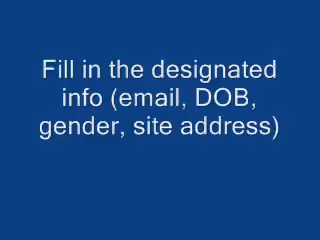 Fill in the designated
info (email, DOB,
gender, site address)